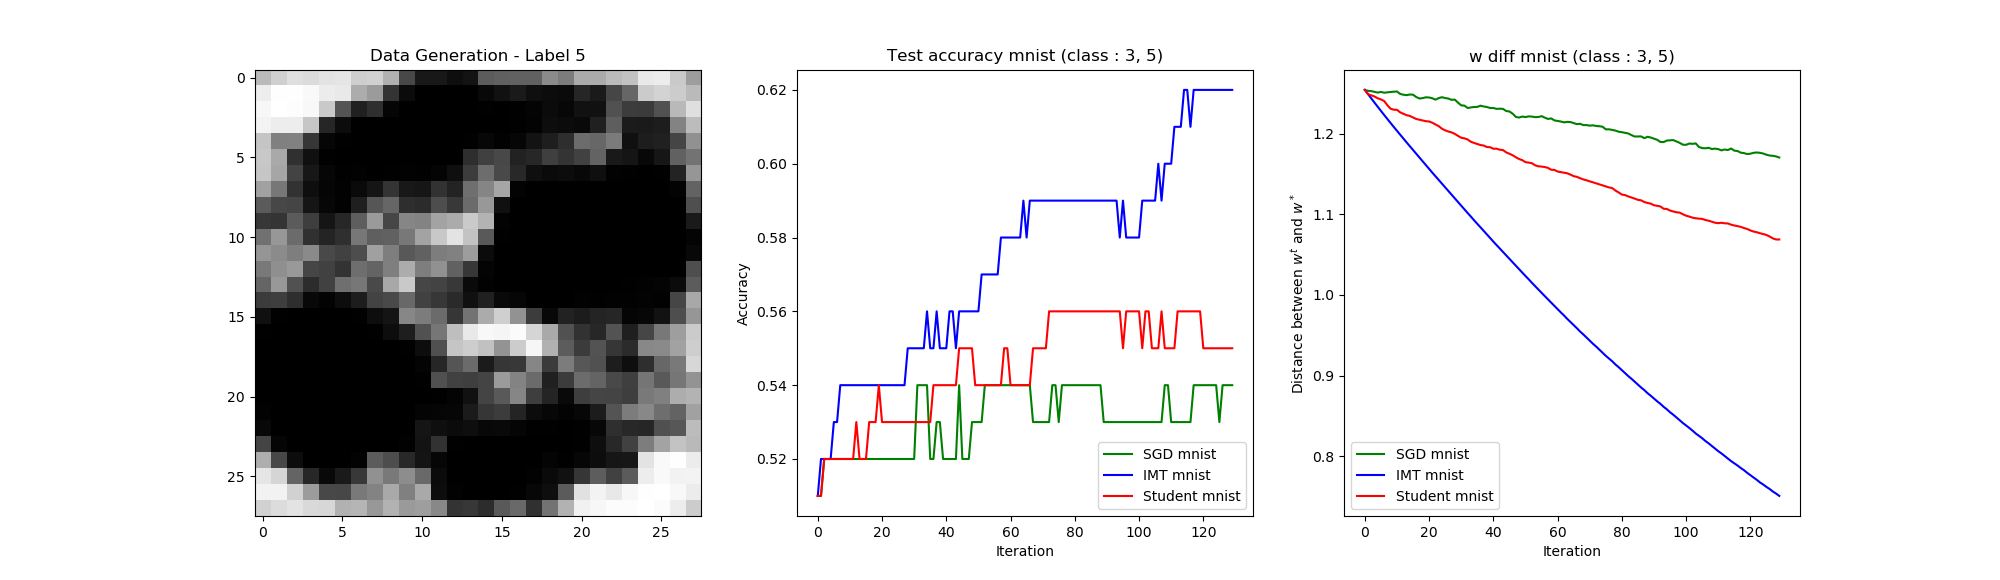 Data Generation - Label 5
0
5
10
15
20
25
0 5 10 15 20 25
Test accuracy mnist (class : 3, 5)
Accuracy
0.62
0.60
0.58
0.56
0.54
0.52
SGD mnist
IMT mnist
Student mnist
0 20 40 60 80 100 120
Iteration
w diff mnist (class : 3, 5)
Distance between w^t and w^*
1.2
1.1
1.0
0.9
0.8
SGD mnist
IMT mnist
Student mnist
0 20 40 60 80 100 120
Iteration